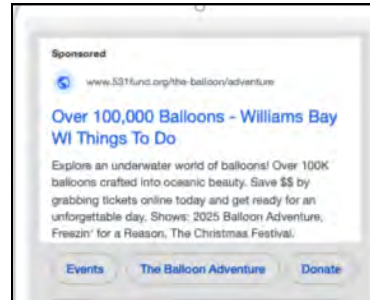 Sponsored
www.531fund.org/the-balloon/adventure
Over 100,000 Balloons - Williams Bay
WI Things To Do
Explore an underwater world of balloons! Over 100K
balloons crafted into oceanic beauty. Save $$ by
grabbing tickets online today and get ready for an
unforgettable day. Shows: 2025 Balloon Adventure,
Freezin' for a Reason, The Christmas Festival.
Events The Balloon Adventure Donate